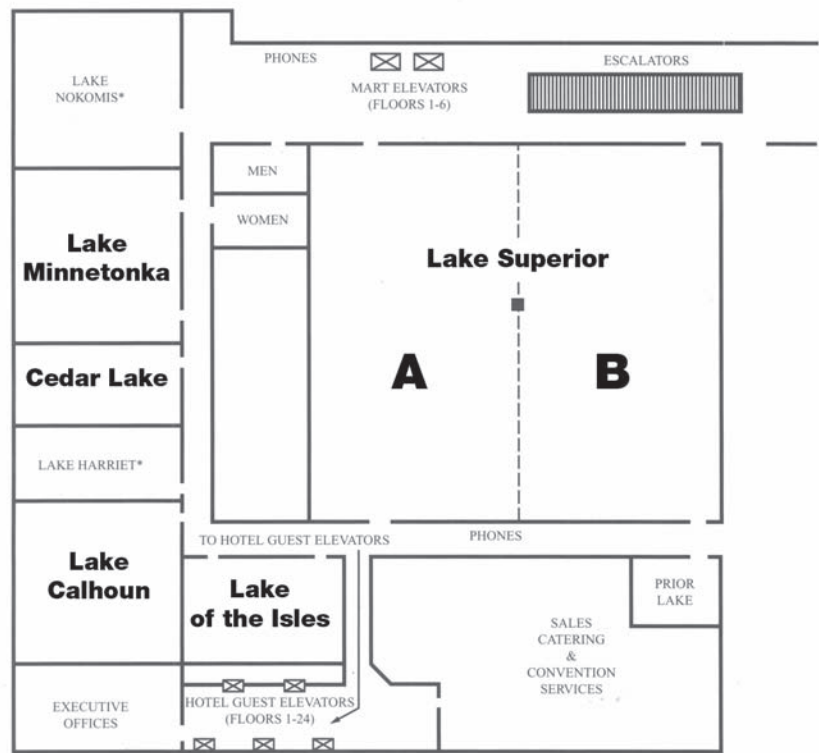 PHONES
ESCALATORS
LAKE
NOKOMIS*
MART ELEVATORS
(FLOORS 1-6)
MEN
WOMEN
Lake
Minnetonka
Lake Superior
A
B
Cedar Lake
LAKE HARRIET*
TO HOTEL GUEST ELEVATORS
PHONES
Lake
Calhoun
Lake
of the Isles
PRIOR
LAKE
SALES
CATERING
&
CONVENTION
SERVICES
EXECUTIVE
OFFICES
HOTEL GUEST ELEVATORS
(FLOORS 1-24)